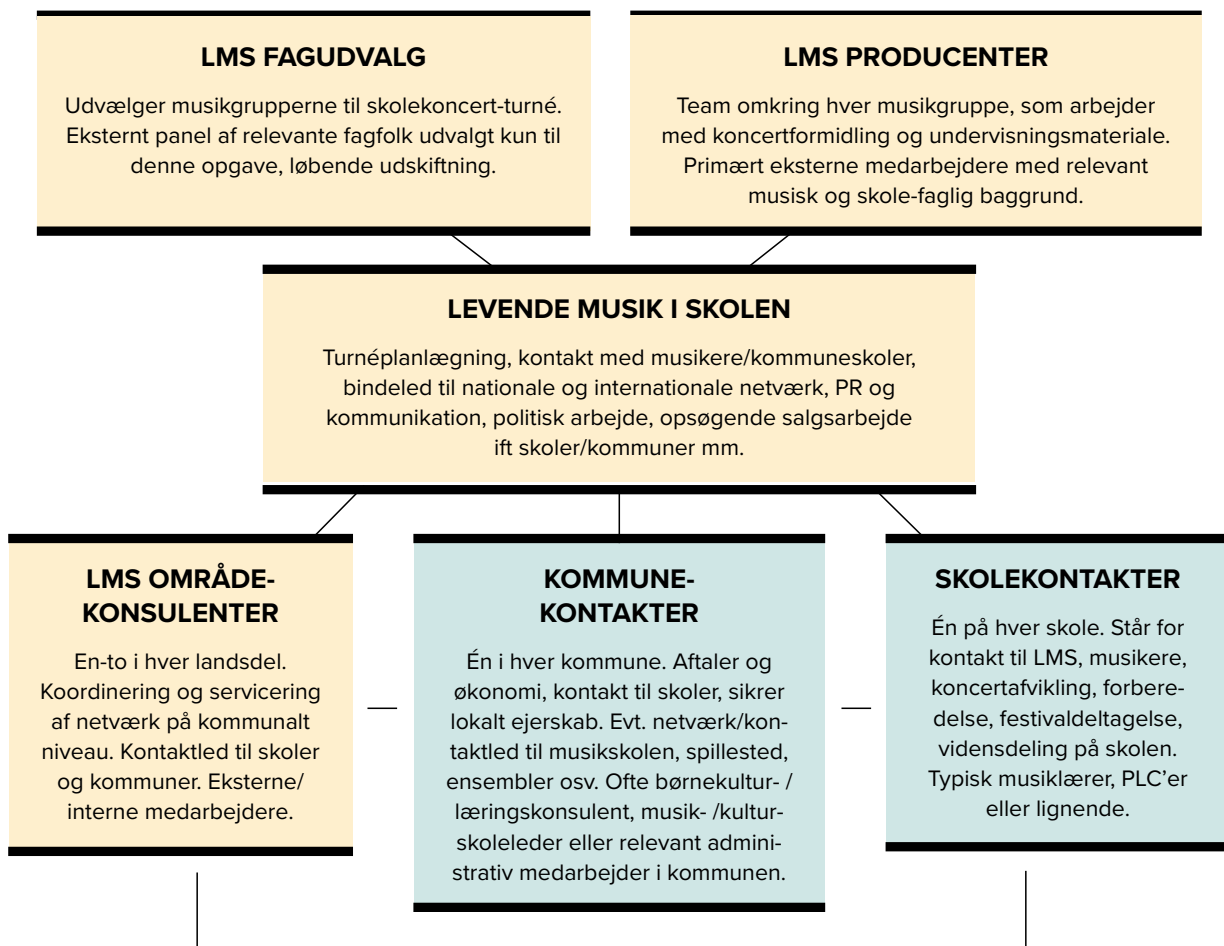 LMS FAGUDVALG
Udvælger musikgrupperne til skolekoncert-turné.
Eksternt panel af relevante fagfolk udvalgt kun til
denne opgave, løbende udskiftning.
LMS PRODUCENTER
Team omkring hver musikgruppe, som arbejder
med koncertformidling og undervisningsmateriale.
Primært eksterne medarbejdere med relevant
musisk og skole-faglig baggrund.
LEVENDE MUSIK I SKOLEN
Turnéplanlægning, kontakt med musikere/kommuneskoler,
bindeled til nationale og internationale netværk, PR og
kommunikation, politisk arbejde, opsøgende salgsarbejde
ift skoler/kommuner mm.
LMS OMRÅDE-
KONSULENTER
En-to i hver landsdel.
Koordinering og servicering
af netværk på kommunalt
niveau. Kontaktled til skoler
og kommuner. Eksterne/
interne medarbejdere.
KOMMUNE-
KONTAKTER
Én i hver kommune. Aftaler og
økonomi, kontakt til skoler, sikrer
lokalt ejerskab. Evt. netværk/kon-
taktled til musikskolen, spillested,
ensembler osv. Ofte børnekultur- /
læringskonsulent, musik- /kultur-
skoleleder eller relevant admini-
strativ medarbejder i kommunen.
SKOLEKONTAKTER
Én på hver skole. Står for
kontakt til LMS, musikere,
koncertafvikling, forbere-
delse, festivaldeltagelse,
vidensdeling på skolen.
Typisk musiklærer, PLC'er
eller lignende.